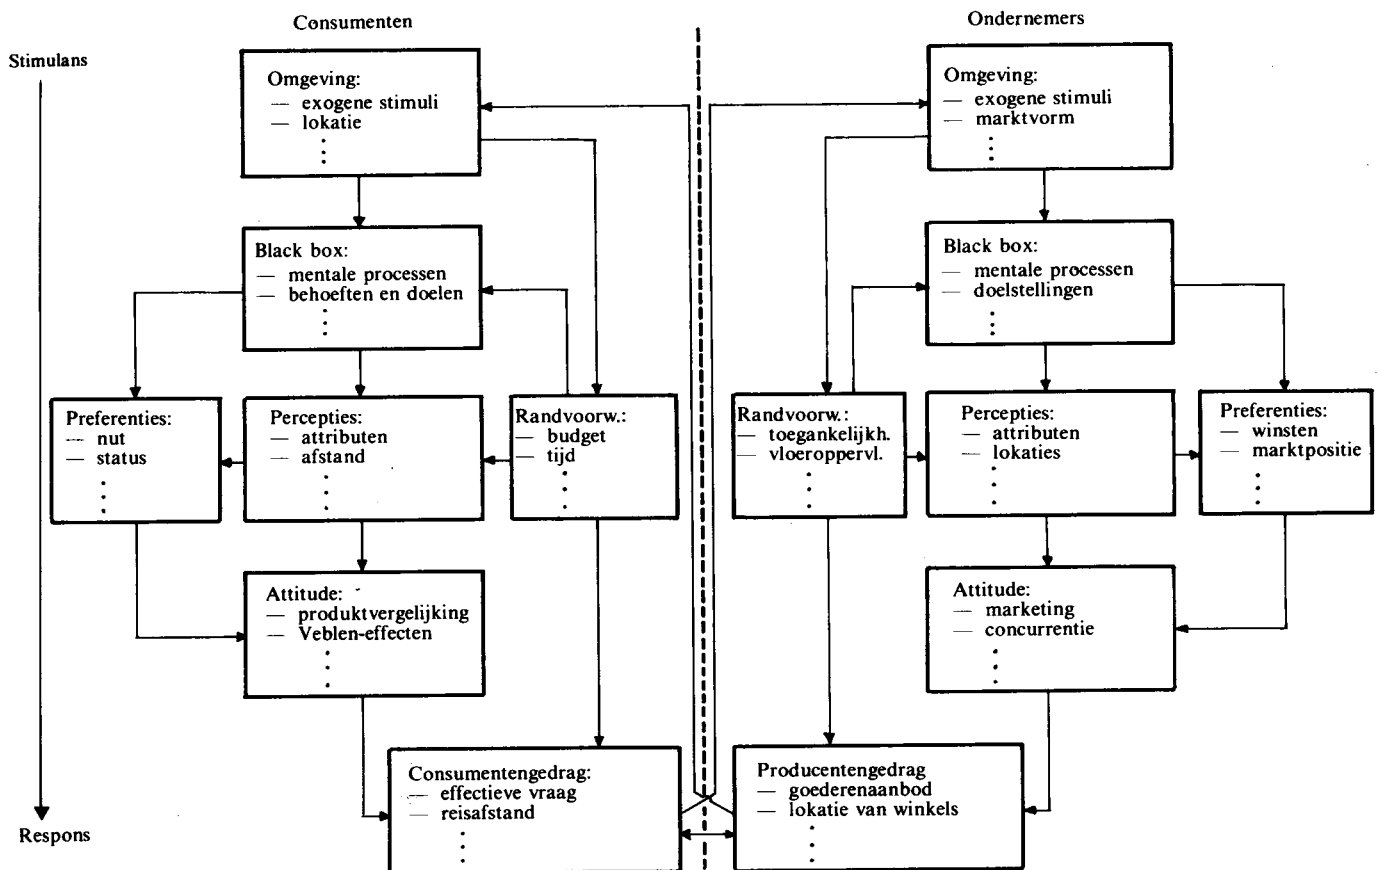 Consumenten
Ondernemers
Stimulans
Omgeving:
— exogene stimuli
— lokatie
Black box:
— mentale processen
— behoeften en doelen
Preferenties:
— nut
— status
Percepties:
— attributen
— afstand
Randvoorw.:
— budget
— tijd
Attitude:
— produktvergelijking
— Veblen-effecten
Consumentengedrag:
— effectieve vraag
— reisafstand
Respons
Omgeving:
— exogene stimuli
— marktvorm
Black box:
— mentale processen
— doelstellingen
Randvoorw.:
— toegankelijkh.
— vloeroppervl.
Percepties:
— attributen
— lokaties
Preferenties:
— winsten
— marktpositie
Attitude:
— marketing
— concurrentie
Producentengedrag
— goederenaanbod
— lokatie van winkels